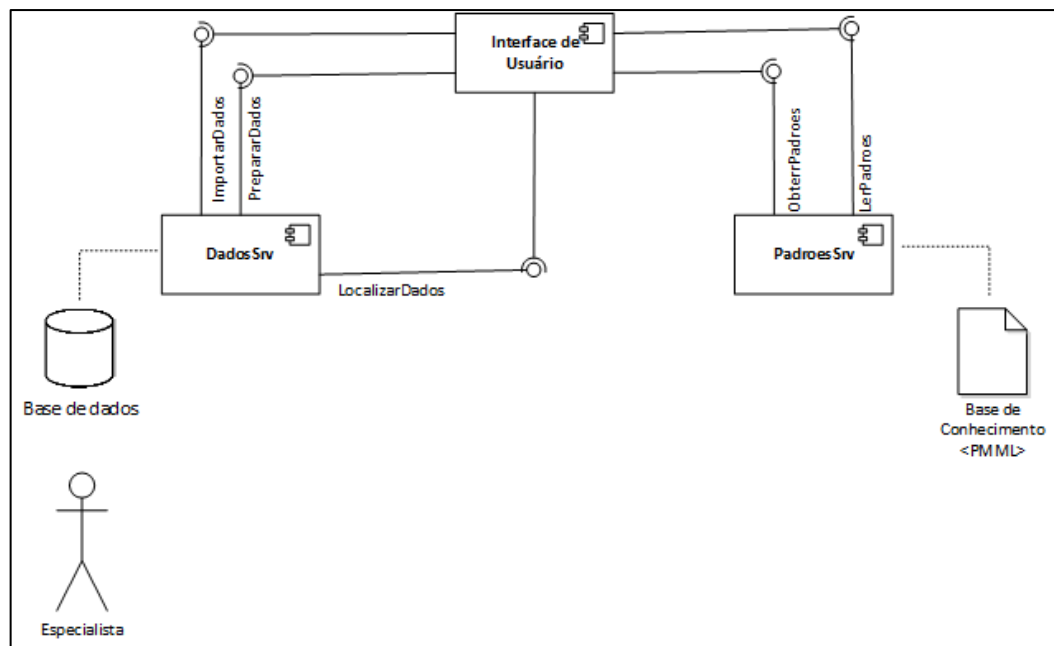 Interface de
Usuário
ImportarDados
PrepararDados
ObterrPadroes
LerPadroes
DadosSrv
PadroesSrv
LocalizarDados
Base de dados
Base de
Conhecimento
<PMML>
Especialista